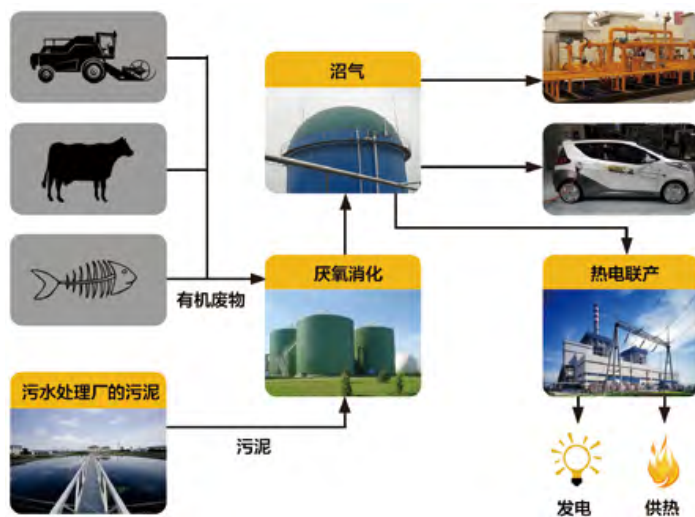 沼气
厌氧消化
有机废物
热电联产
污水处理厂的污泥
污泥
发电
供热